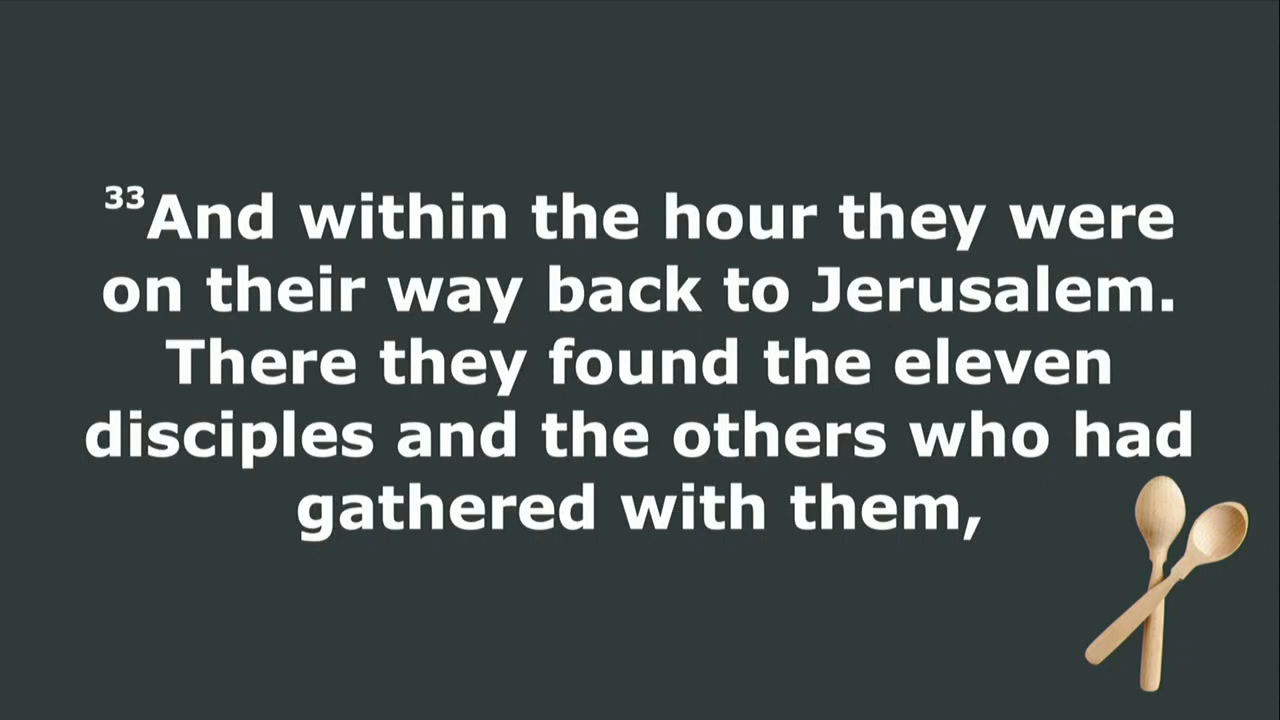 33And within the hour they were
on their way back to Jerusalem.
There they found the eleven
disciples and the others who had
gathered with them,